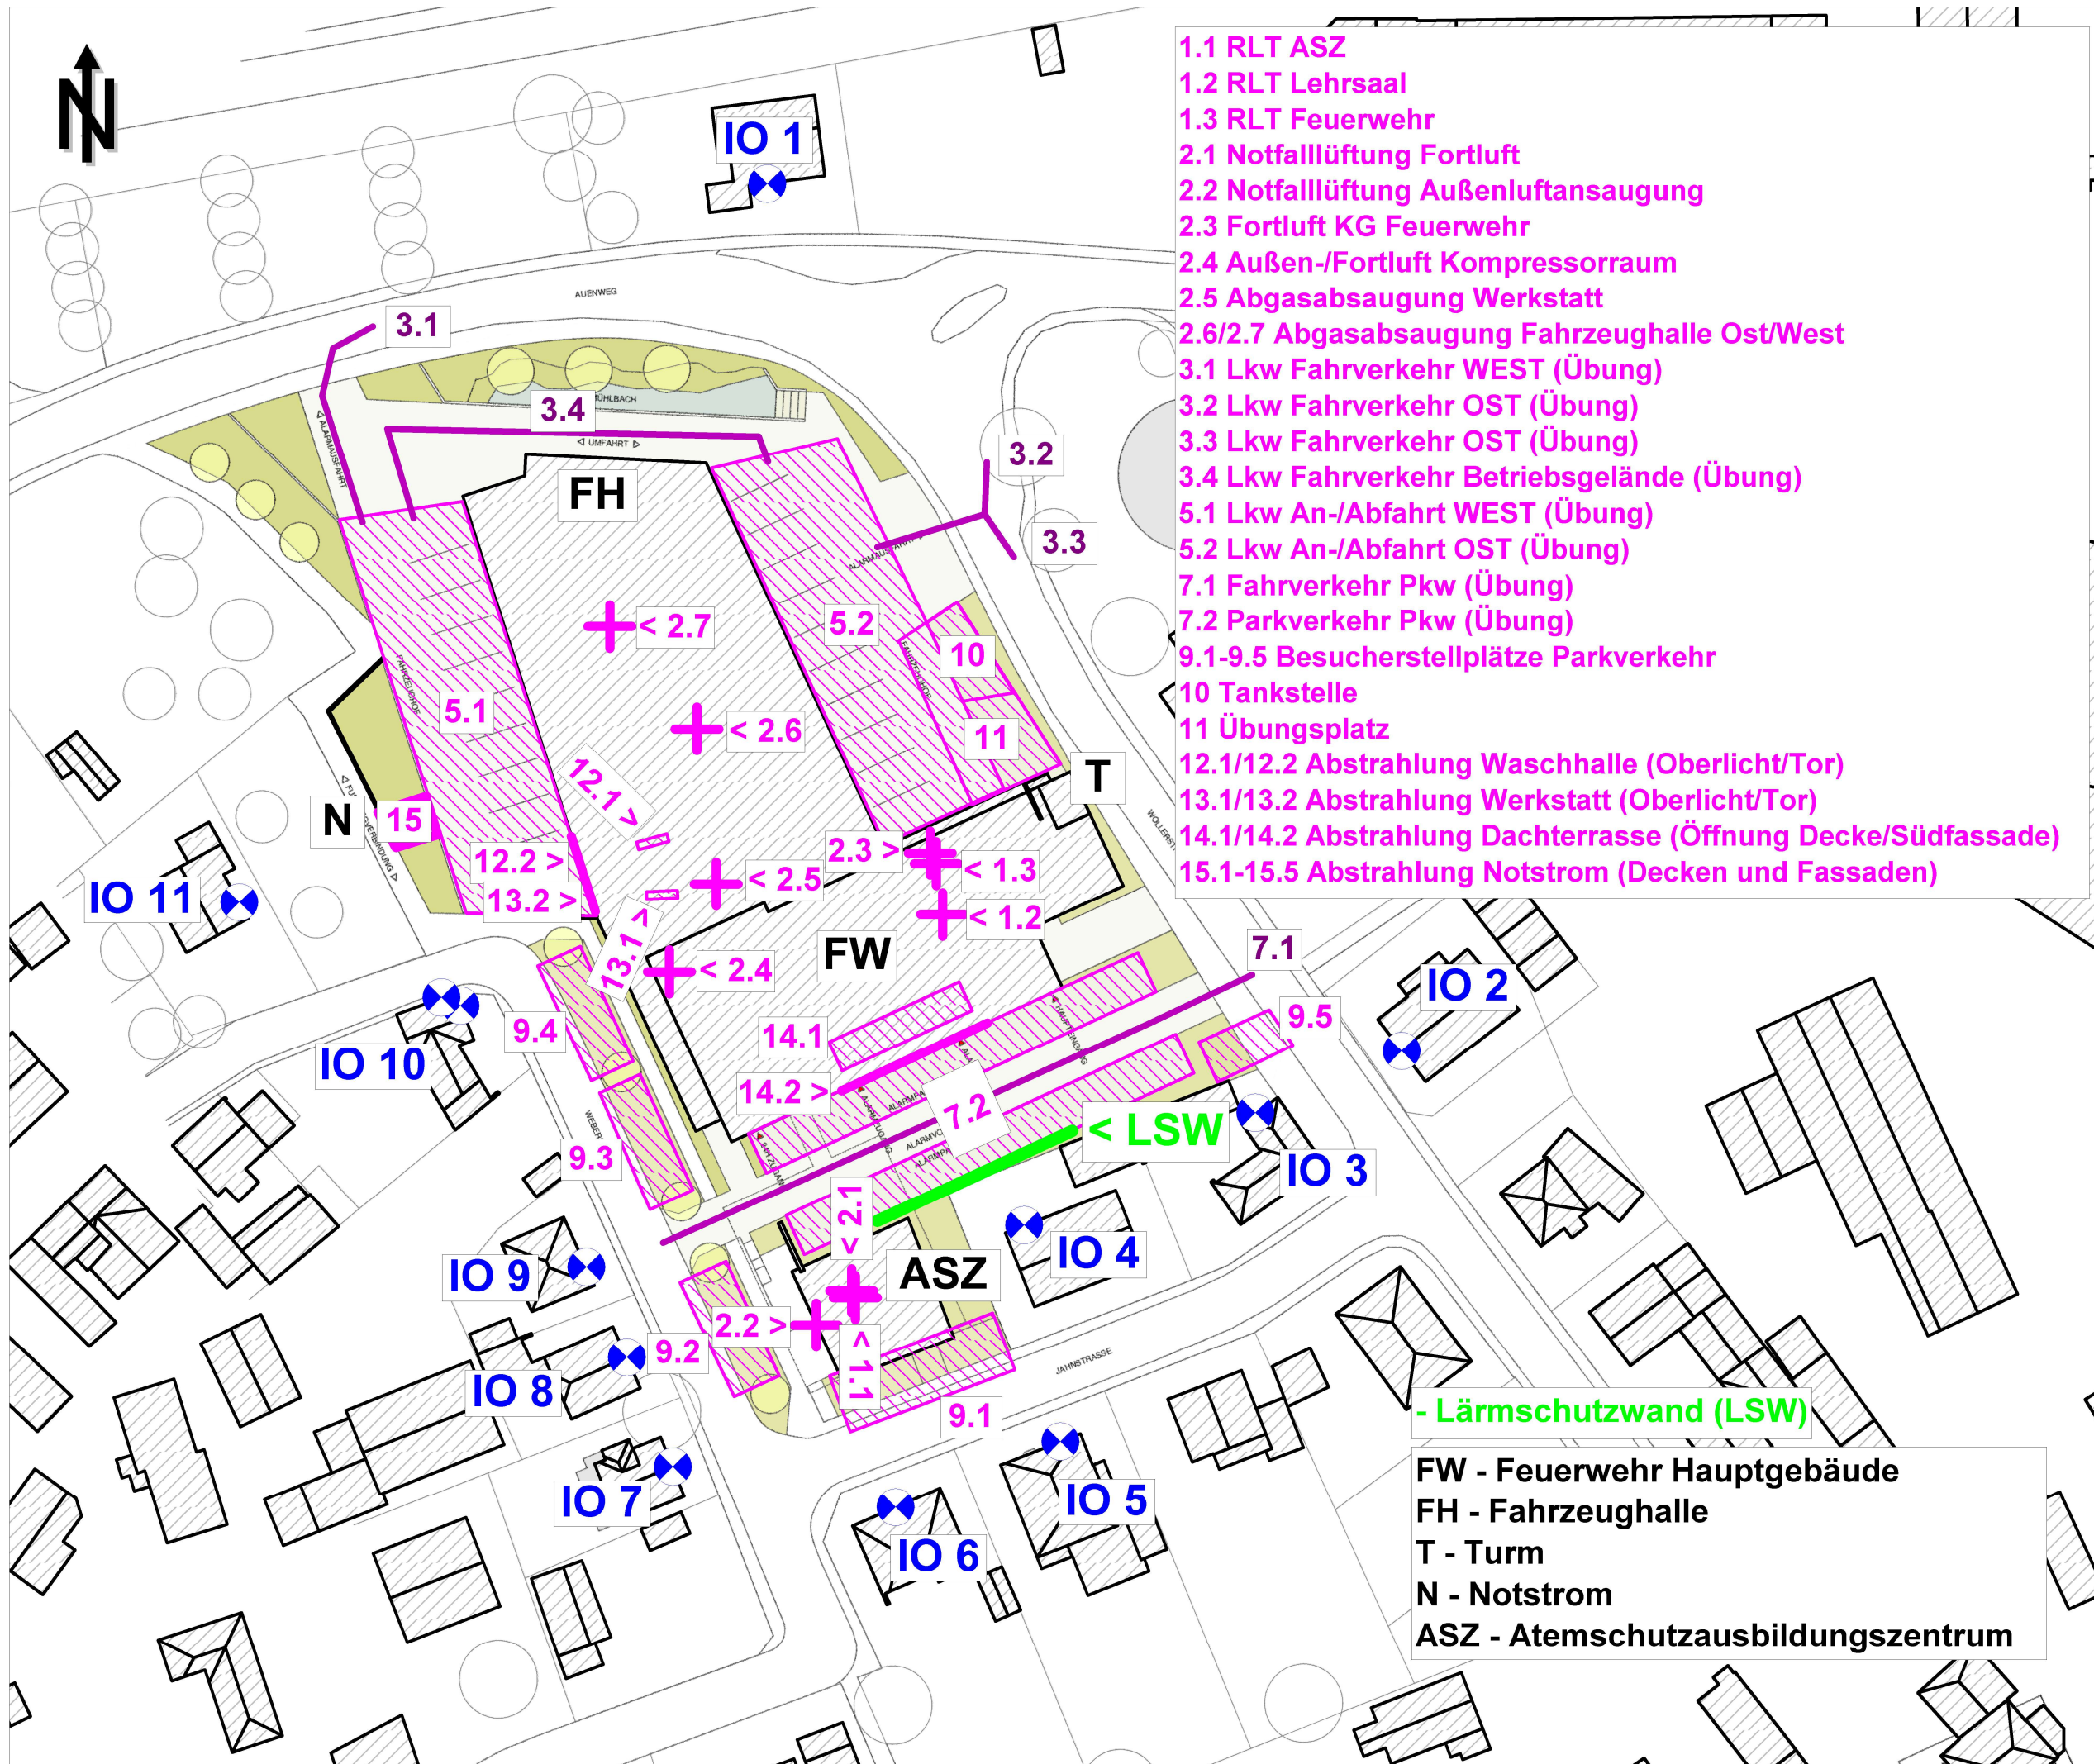 N
1.1 RLT ASZ
1.2 RLT Lehrsaal
1.3 RLT Feuerwehr
2.1 Notfalllüftung Fortluft
2.2 Notfalllüftung Außenluftansaugung
2.3 Fortluft KG Feuerwehr
2.4 Außen-/Fortluft Kompressorraum
2.5 Abgasabsaugung Werkstatt
2.6/2.7 Abgasabsaugung Fahrzeughalle Ost/West
3.1 Lkw Fahrverkehr WEST (Übung)
3.2 Lkw Fahrverkehr OST (Übung)
3.3 Lkw Fahrverkehr OST (Übung)
3.4 Lkw Fahrverkehr Betriebsgelände (Übung)
5.1 Lkw An-/Abfahrt WEST (Übung)
5.2 Lkw An-/Abfahrt OST (Übung)
7.1 Fahrverkehr Pkw (Übung)
7.2 Parkverkehr Pkw (Übung)
9.1-9.5 Besucherstellplätze Parkverkehr
10 Tankstelle
11 Übungsplatz
12.1/12.2 Abstrahlung Waschhalle (Oberlicht/Tor)
13.1/13.2 Abstrahlung Werkstatt (Oberlicht/Tor)
14.1/14.2 Abstrahlung Dachterrasse (Öffnung Decke/Südfassade)
15.1-15.5 Abstrahlung Notstrom (Decken und Fassaden)
IO 1
AUENWEG
3.1
MÜHLBACH
3.4
◁ UMFAHRT ▷
◁ ALARMAUSFAHRT
FH
3.2
3.3
ALARMAUSFAHRT ▷
< 2.7
5.2
FAHRZEUGHOF
10
FAHRZEUGHOF
5.1
< 2.6
11
T
12.1 >
N
15
12.2 >
2.3 >
< 1.3
< 2.5
13.2 >
IO 11
< 1.2
13.1 >
FW
< 2.4
7.1
IO 2
9.4
14.1
HAUPTEINGANG
9.5
IO 10
14.2 >
7.2
ALARMZUGANG
< LSW
9.3
IO 3
< 2.1
IO 4
IO 9
ASZ
2.2 >
9.2
< 1.1
JAHNSTRASSE
IO 8
9.1
- Lärmschutzwand (LSW)
IO 7
IO 5
IO 6
FW - Feuerwehr Hauptgebäude
FH - Fahrzeughalle
T - Turm
N - Notstrom
ASZ - Atemschutzausbildungszentrum